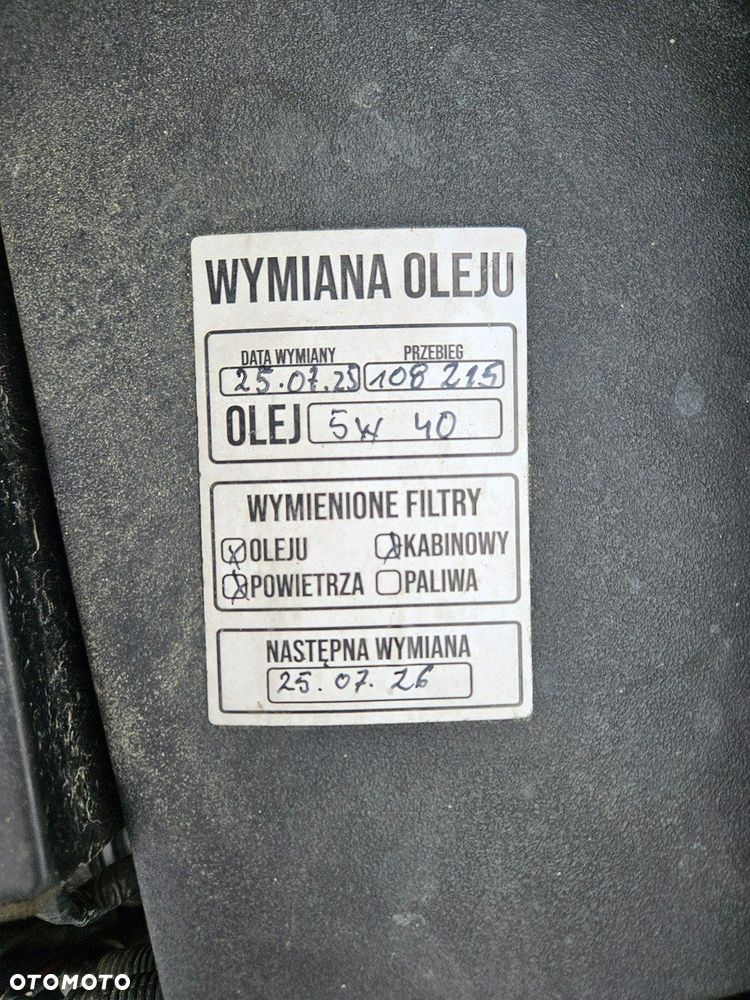 WYMIANA OLEJU
DATA WYMIANY PRZEBIEG
25.07.25 108 215
OLEJ 5W 40
WYMIENIONE FILTRY
OLEJU KABINOWY
POWIETRZA PALIWA
NASTĘPNA WYMIANA
25.07.26
OTOMOTO